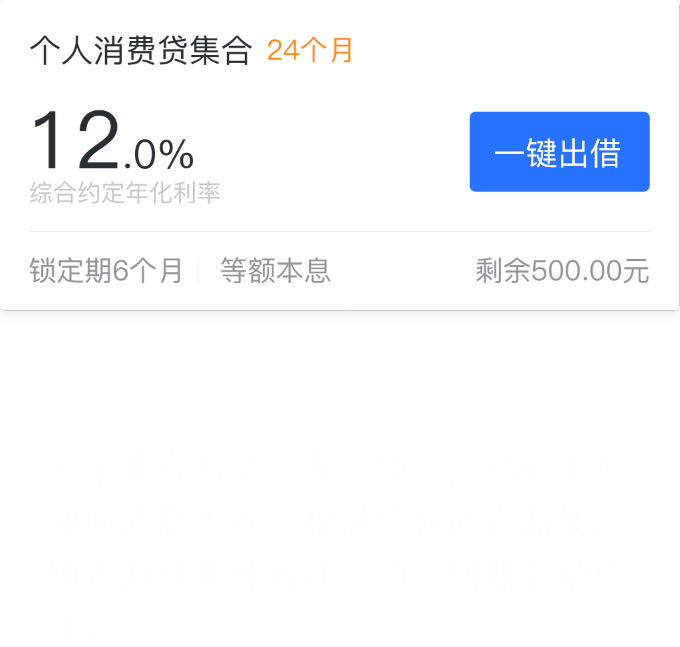 个人消费贷集合 24个月
12.0%
一键出借
综合约定年化利率
锁定期6个月 等额本息 剩余500.00元